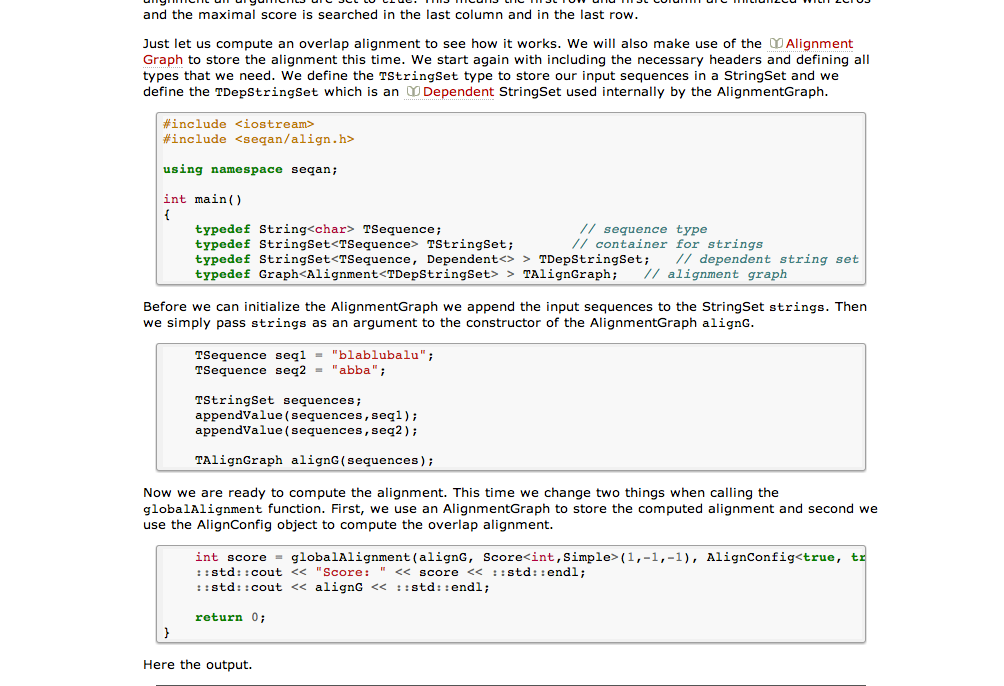 and the maximal score is searched in the last column and in the last row.
Just let us compute an overlap alignment to see how it works. We will also make use of the Alignment
Graph to store the alignment this time. We start again with including the necessary headers and defining all
types that we need. We define the TStringSet type to store our input sequences in a StringSet and we
define the TDepStringSet which is an Dependent StringSet used internally by the AlignmentGraph.
#include <iostream>
#include <seqan/align.h>
using namespace seqan;
int main()
{
typedef String<char> TSequence; // sequence type
typedef StringSet<TSequence> TStringSet; // container for strings
typedef StringSet<TSequence, Dependent<> > TDepStringSet; // dependent string set
typedef Graph<Alignment<TDepStringSet> > TAlignGraph; // alignment graph
Before we can initialize the AlignmentGraph we append the input sequences to the StringSet strings. Then
we simply pass strings as an argument to the constructor of the AlignmentGraph alignG.
TSequence seq1 = "blablubalu";
TSequence seq2 = "abba";
TStringSet sequences;
appendValue(sequences,seq1);
appendValue(sequences,seq2);
TAlignGraph alignG(sequences);
Now we are ready to compute the alignment. This time we change two things when calling the
globalAlignment function. First, we use an AlignmentGraph to store the computed alignment and second we
use the AlignConfig object to compute the overlap alignment.
int score = globalAlignment(alignG, Score<int,Simple>(1,-1,-1), AlignConfig<true, tr
::std::cout << "Score: " << score << ::std::endl;
::std::cout << alignG << ::std::endl;
return 0;
}
Here the output.